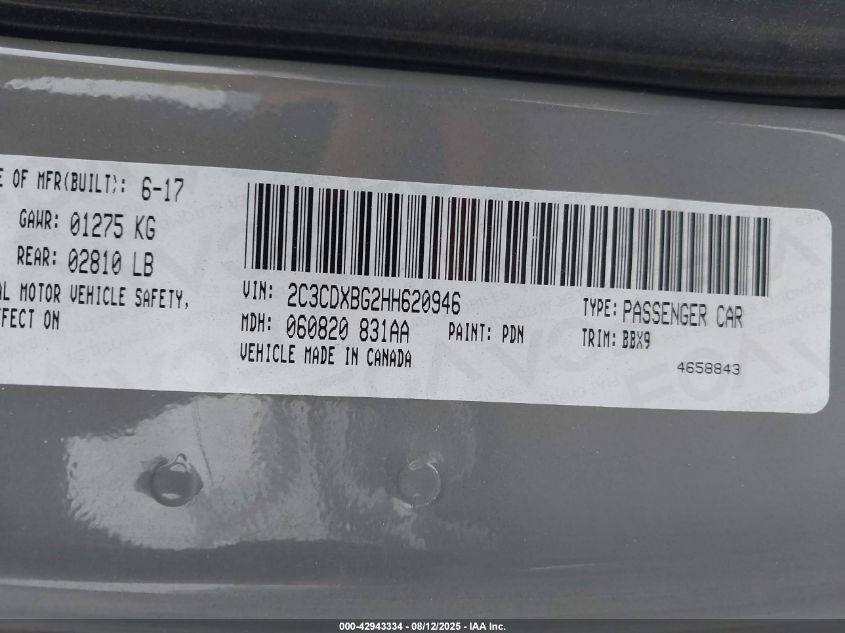 E OF MFR(BUILT): 6-17
GAWR: 01275 KG
REAR: 02810 LB
AL MOTOR VEHICLE SAFETY,
FFECT ON
VIN: 2C3CDXBG2HH620946
TYPE: PASSENGER CAR
MDH: 060820 831AA
PAINT: PDN
TRIM: BBX9
VEHICLE MADE IN CANADA
4658843
000-42943334 - 08/12/2025 - IAA Inc.